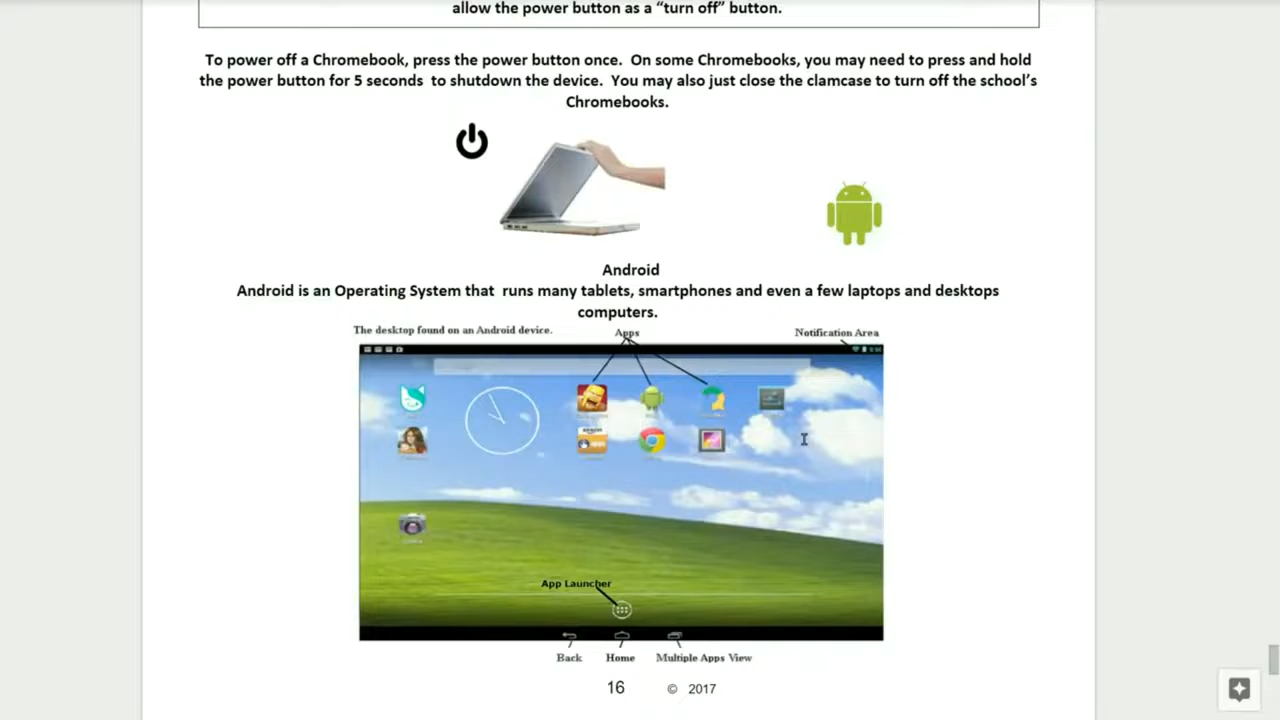 allow the power button as a “turn off” button.
To power off a Chromebook, press the power button once.  On some Chromebooks, you may need to press and hold
the power button for 5 seconds  to shutdown the device.  You may also just close the clamcase to turn off the school’s
Chromebooks.
Android
Android is an Operating System that  runs many tablets, smartphones and even a few laptops and desktops
computers.
The desktop found on an Android device.
Apps
Notification Area
amazon
App Launcher
Back
Home
Multiple Apps View
16
© 2017